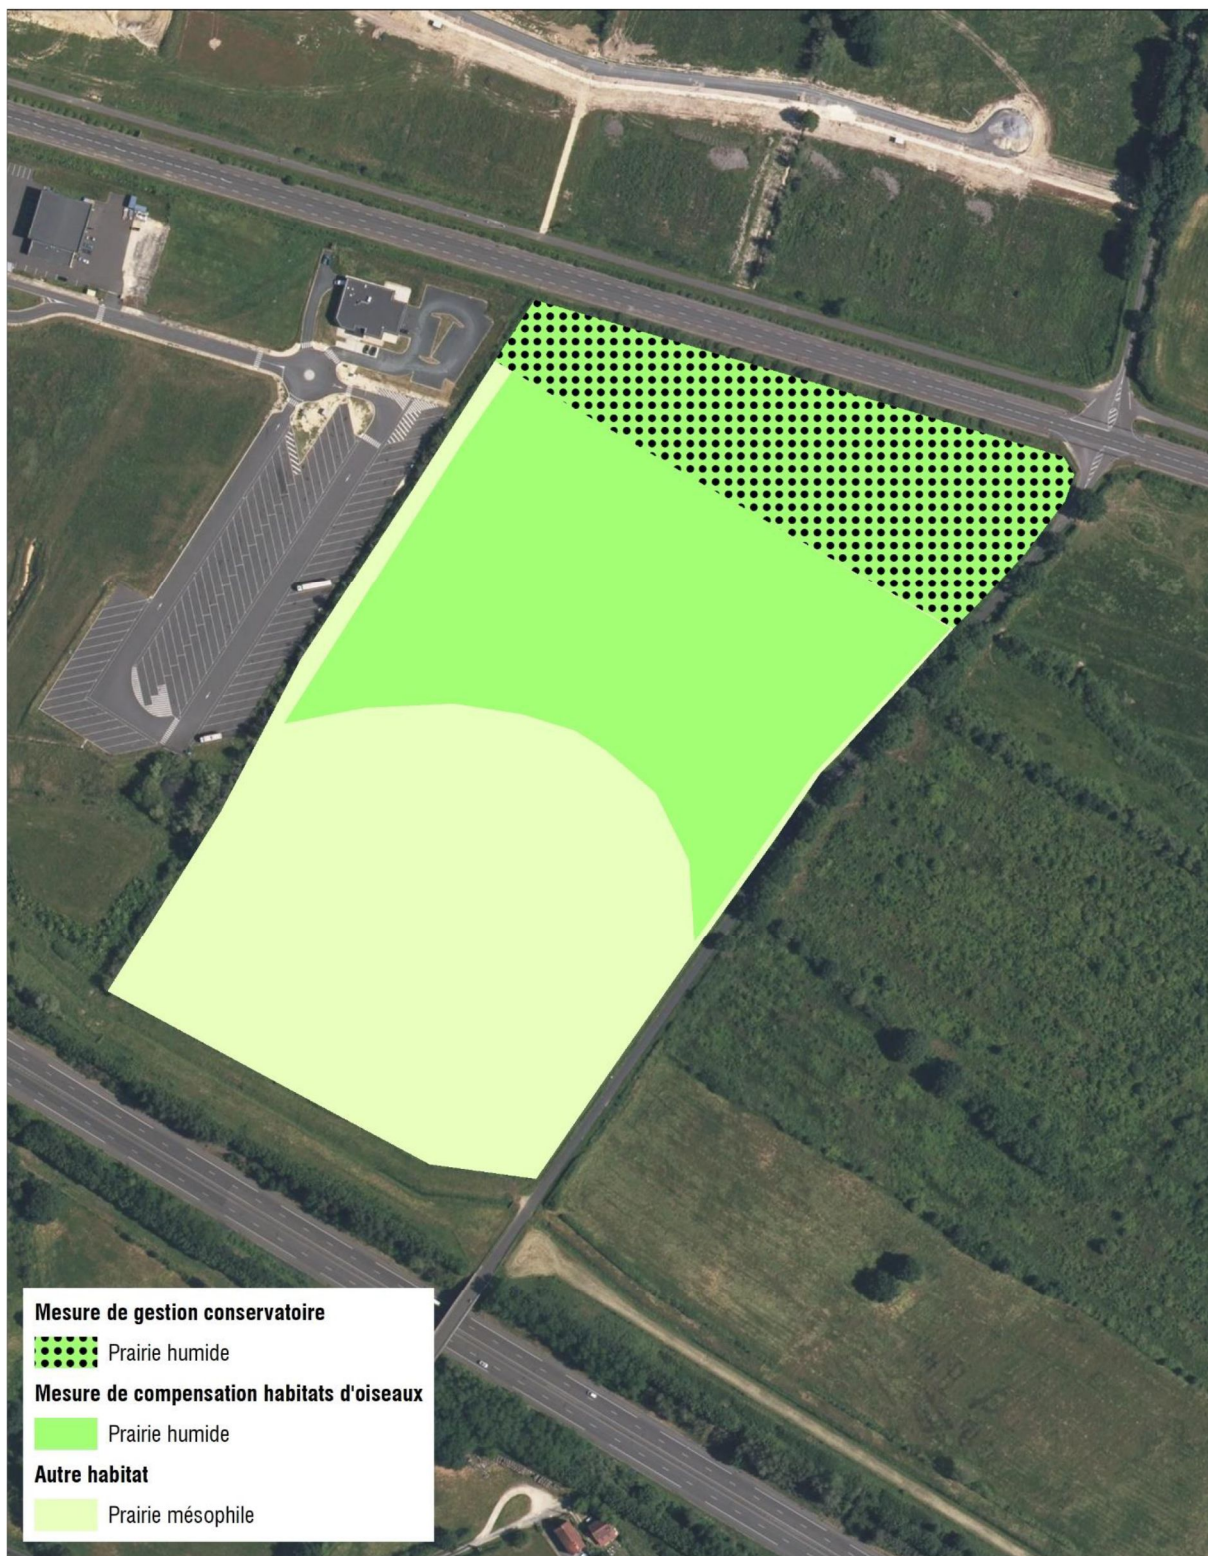 Mesure de gestion conservatoire
Prairie humide
Mesure de compensation habitats d'oiseaux
Prairie humide
Autre habitat
Prairie mésophile